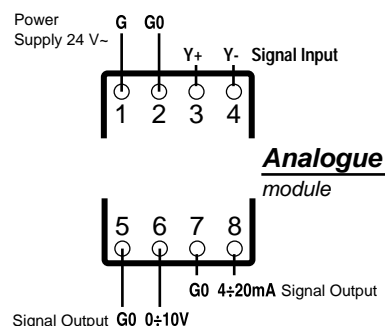 Power G G0
Supply 24 V~
Y+ Y- Signal Input
1 2 3 4
Analogue
module
5 6 7 8
G0 4÷20mA Signal Output
Signal Output G0 0÷10V